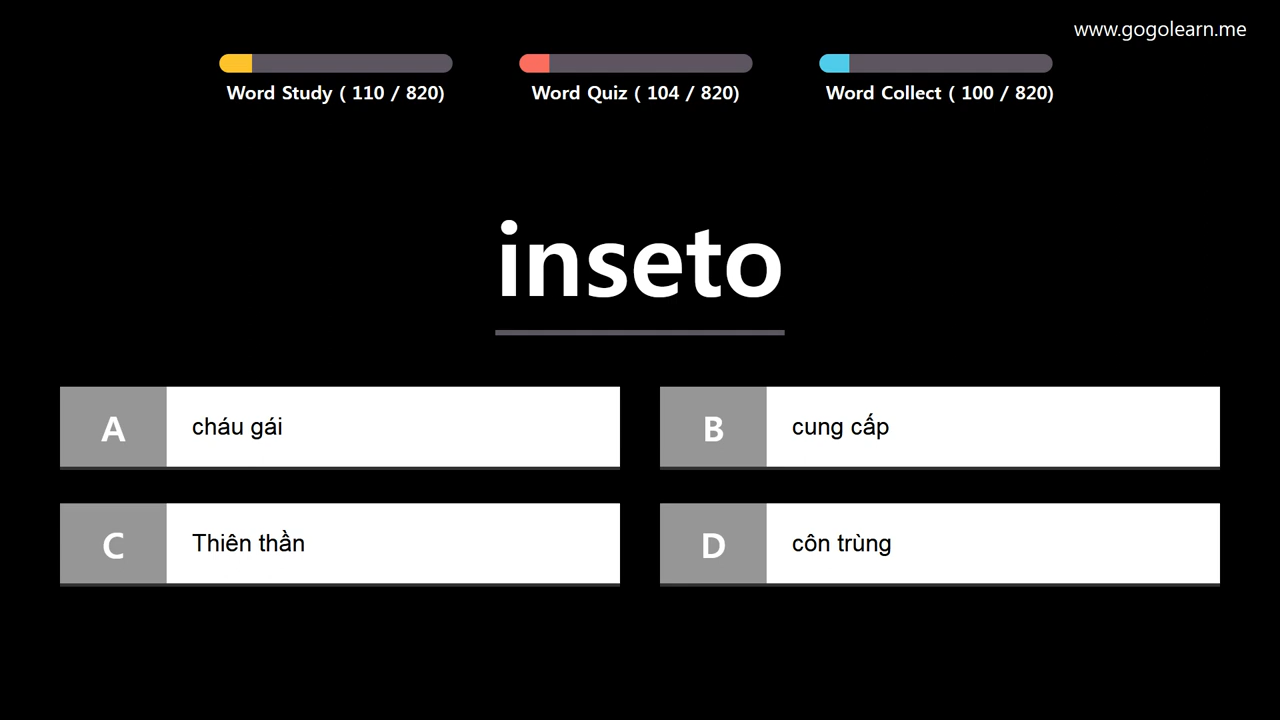 www.gogolearn.me
Word Study ( 110 / 820)
Word Quiz ( 104 / 820)
Word Collect ( 100 / 820)
inseto
A cháu gái
B cung cấp
C Thiên thần
D côn trùng